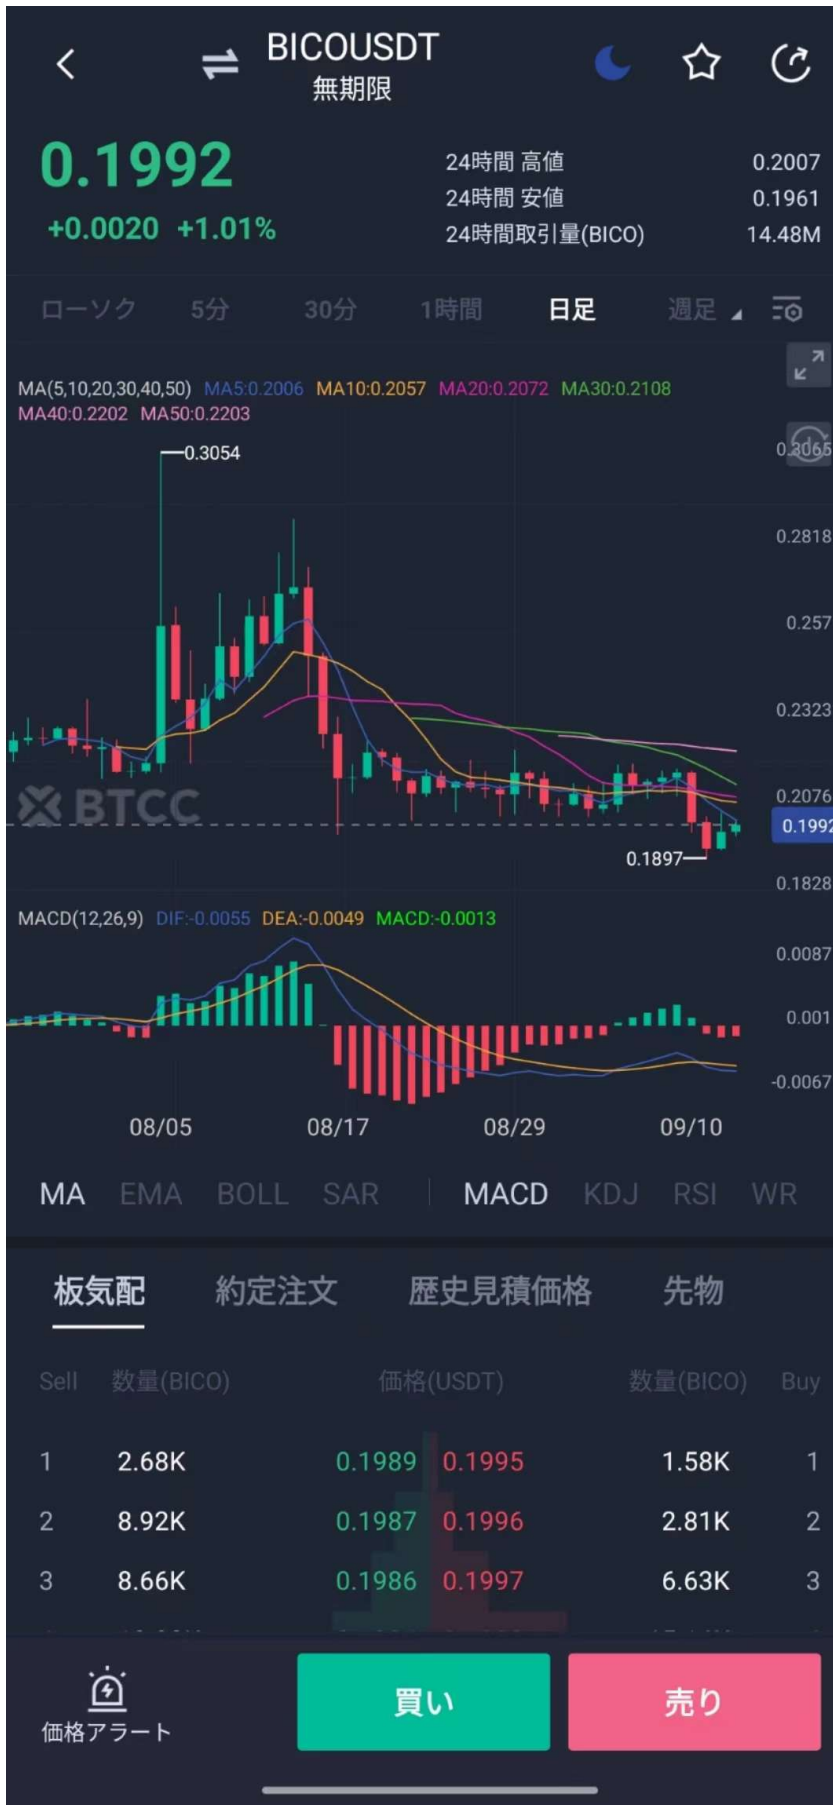 BICOUSDT
無期限
0.1992
+0.0020 +1.01%
24時間 高値 0.2007
24時間 安値 0.1961
24時間取引量(BICO) 14.48M
ローソク 5分 30分 1時間 日足 週足
MA(5,10,20,30,40,50) MA5:0.2006 MA10:0.2057 MA20:0.2072 MA30:0.2108
MA40:0.2202 MA50:0.2203
0.3054
0.3065
0.2818
0.257
0.2323
0.2076
BTCC
0.1992
0.1897
0.1828
MACD(12,26,9) DIF:-0.0055 DEA:-0.0049 MACD:-0.0013
0.0087
0.001
-0.0067
08/05 08/17 08/29 09/10
MA EMA BOLL SAR MACD KDJ RSI WR
板気配 約定注文 歴史見積価格 先物
Sell 数量(BICO) 価格(USDT) 数量(BICO) Buy
1 2.68K 0.1989 0.1995 1.58K 1
2 8.92K 0.1987 0.1996 2.81K 2
3 8.66K 0.1986 0.1997 6.63K 3
価格アラート
買い
売り